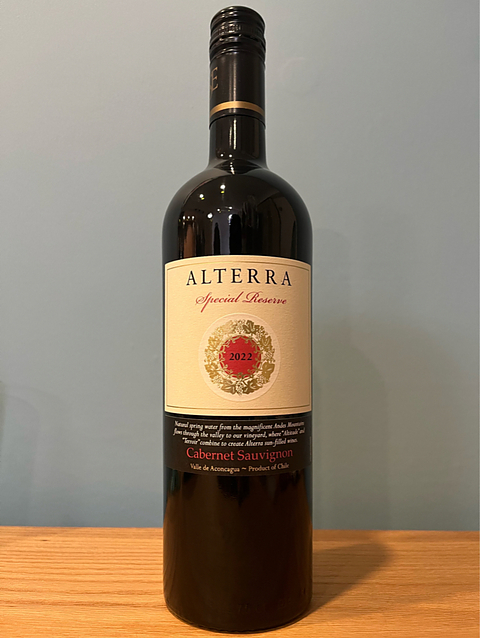 E
ALTERRA
Special Reserve
2022
Natural spring water from the magnificent Andes Mountains
flows through the valley to our vineyard, where "Altitude" and
"Terroir" combine to create Alterra sun-filled wines.
Cabernet Sauvignon
Valle de Aconcagua ~ Product of Chile